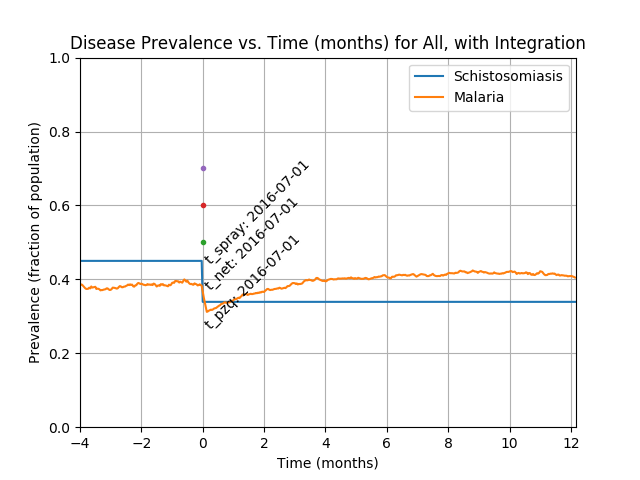 Disease Prevalence vs. Time (months) for All, with Integration
Prevalence (fraction of population)
1.0
0.8
0.6
0.4
0.2
0.0
Schistosomiasis
Malaria
t_spray: 2016-07-01
t_net: 2016-07-01
t_pzq: 2016-07-01
−4
−2
0
2
4
6
8
10
12
Time (months)